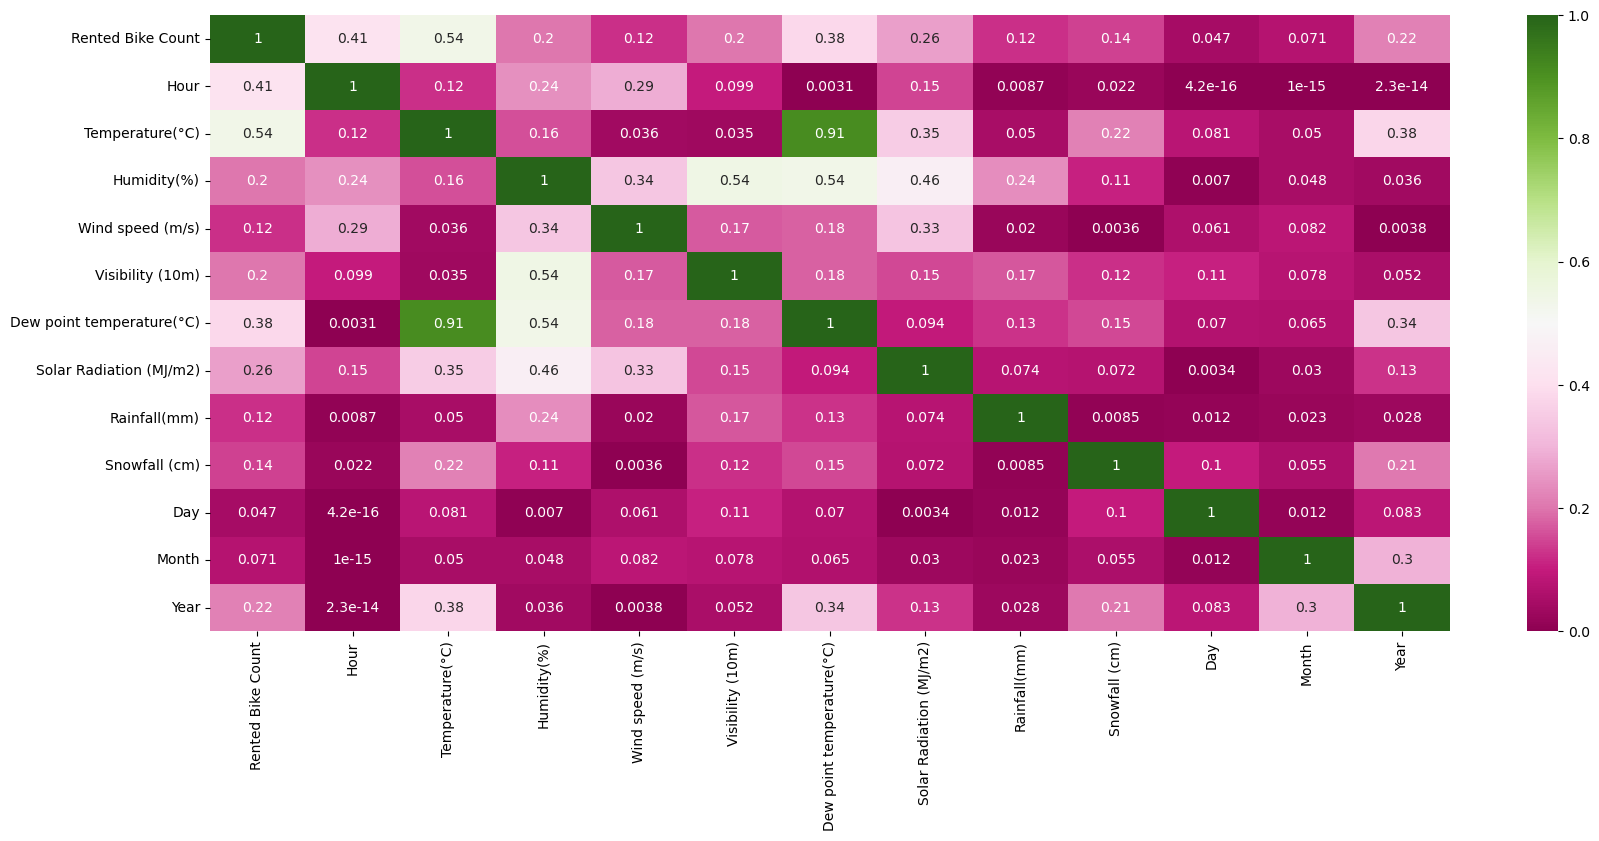 Rented Bike Count 1 0.41 0.54 0.2 0.12 0.2 0.38 0.26 0.12 0.14 0.047 0.071 0.22
Hour 0.41 1 0.12 0.24 0.29 0.099 0.0031 0.15 0.0087 0.022 4.2e-16 1e-15 2.3e-14
Temperature(°C) 0.54 0.12 1 0.16 0.036 0.035 0.91 0.35 0.05 0.22 0.081 0.05 0.38
Humidity(%) 0.2 0.24 0.16 1 0.34 0.54 0.54 0.46 0.24 0.11 0.007 0.048 0.036
Wind speed (m/s) 0.12 0.29 0.036 0.34 1 0.17 0.18 0.33 0.02 0.0036 0.061 0.082 0.0038
Visibility (10m) 0.2 0.099 0.035 0.54 0.17 1 0.18 0.15 0.17 0.12 0.11 0.078 0.052
Dew point temperature(°C) 0.38 0.0031 0.91 0.54 0.18 0.18 1 0.094 0.13 0.15 0.07 0.065 0.34
Solar Radiation (MJ/m2) 0.26 0.15 0.35 0.46 0.33 0.15 0.094 1 0.074 0.072 0.0034 0.03 0.13
Rainfall(mm) 0.12 0.0087 0.05 0.24 0.02 0.17 0.13 0.074 1 0.0085 0.012 0.023 0.028
Snowfall (cm) 0.14 0.022 0.22 0.11 0.0036 0.12 0.15 0.072 0.0085 1 0.1 0.055 0.21
Day 0.047 4.2e-16 0.081 0.007 0.061 0.11 0.07 0.0034 0.012 0.1 1 0.012 0.083
Month 0.071 1e-15 0.05 0.048 0.082 0.078 0.065 0.03 0.023 0.055 0.012 1 0.3
Year 0.22 2.3e-14 0.38 0.036 0.0038 0.052 0.34 0.13 0.028 0.21 0.083 0.3 1
Rented Bike Count
Hour
Temperature(°C)
Humidity(%)
Wind speed (m/s)
Visibility (10m)
Dew point temperature(°C)
Solar Radiation (MJ/m2)
Rainfall(mm)
Snowfall (cm)
Day
Month
Year
1.0
0.8
0.6
0.4
0.2
0.0